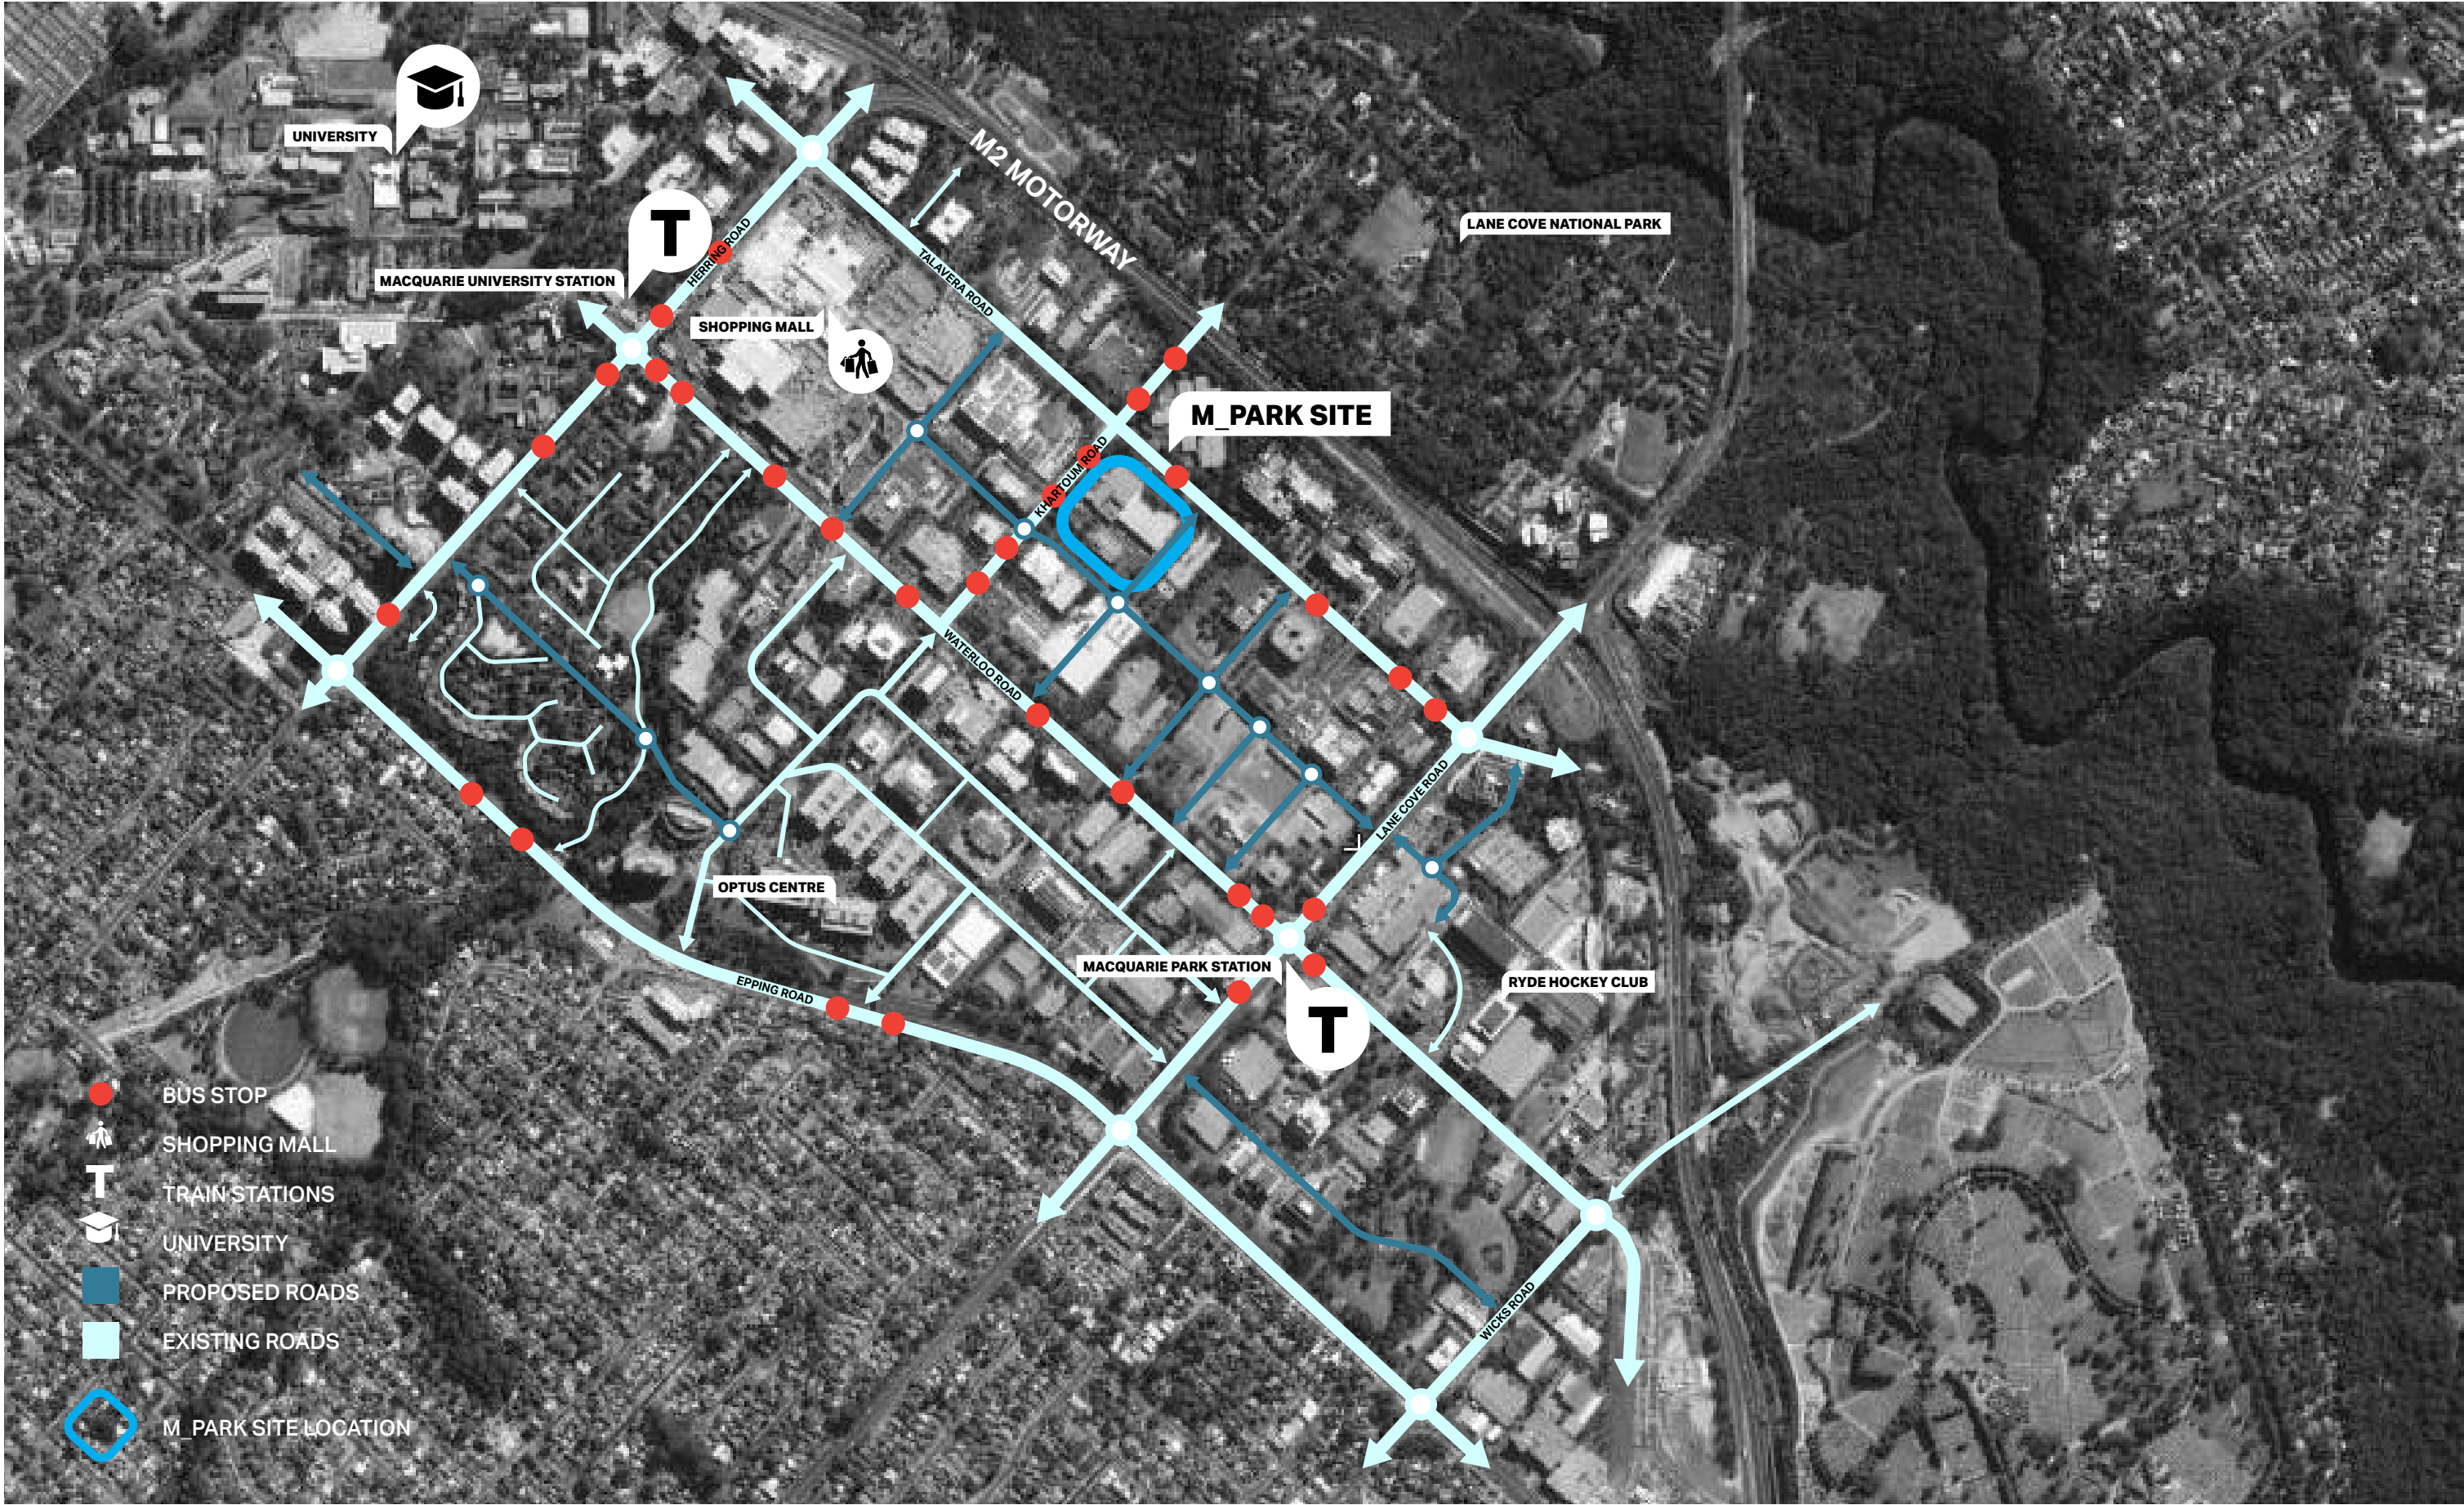 UNIVERSITY
M2 MOTORWAY
T
HERRING ROAD
LANE COVE NATIONAL PARK
MACQUARIE UNIVERSITY STATION
TALAVERA ROAD
SHOPPING MALL
M_PARK SITE
KHARTOUM ROAD
WATERLOO ROAD
LANE COVE ROAD
OPTUS CENTRE
MACQUARIE PARK STATION
RYDE HOCKEY CLUB
EPPING ROAD
T
WICKS ROAD
BUS STOP
SHOPPING MALL
T TRAIN STATIONS
UNIVERSITY
PROPOSED ROADS
EXISTING ROADS
M_PARK SITE LOCATION